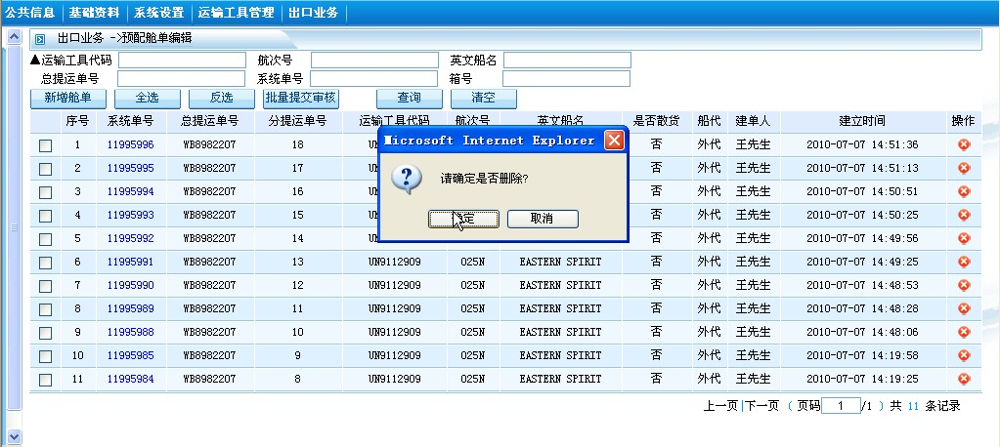 公共信息 基础资料 系统设置 运输工具管理 出口业务
出口业务 ->预配舱单编辑
▲运输工具代码 航次号 英文船名
总提运单号 系统单号 箱号
新增舱单 全选 反选 批量提交审核 查询 清空
序号 系统单号 总提运单号 分提运单号 运输工具代码 航次号 英文船名 是否散货 船代 建单人 建立时间 操作
1 11995996 WB8982207 18 否 外代 王先生 2010-07-07 14:51:36
2 11995995 WB8982207 17 否 外代 王先生 2010-07-07 14:51:13
3 11995994 WB8982207 16 否 外代 王先生 2010-07-07 14:50:51
4 11995993 WB8982207 15 否 外代 王先生 2010-07-07 14:50:25
5 11995992 WB8982207 14 否 外代 王先生 2010-07-07 14:49:56
6 11995991 WB8982207 13 UN9112909 025N EASTERN SPIRIT 否 外代 王先生 2010-07-07 14:49:25
7 11995990 WB8982207 12 UN9112909 025N EASTERN SPIRIT 否 外代 王先生 2010-07-07 14:48:53
8 11995989 WB8982207 11 UN9112909 025N EASTERN SPIRIT 否 外代 王先生 2010-07-07 14:48:28
9 11995988 WB8982207 10 UN9112909 025N EASTERN SPIRIT 否 外代 王先生 2010-07-07 14:48:06
10 11995985 WB8982207 9 UN9112909 025N EASTERN SPIRIT 否 外代 王先生 2010-07-07 14:19:58
11 11995984 WB8982207 8 UN9112909 025N EASTERN SPIRIT 否 外代 王先生 2010-07-07 14:19:25
上一页|下一页 ( 页码 1 /1 ) 共 11 条记录
Microsoft Internet Explorer
请确定是否删除?
定 取消